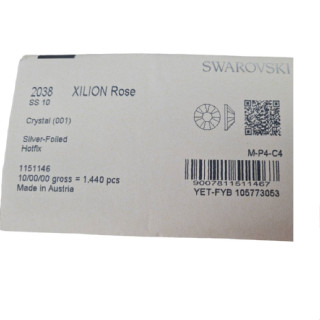 SWAROVSKI
2038 XILION Rose
SS 10
Crystal (001)
Silver-Foiled
Hotfix
M-P4-C4
1151146
9007811511467
10/00/00 gross = 1,440 pcs
Made in Austria
YET-FYB 105773053